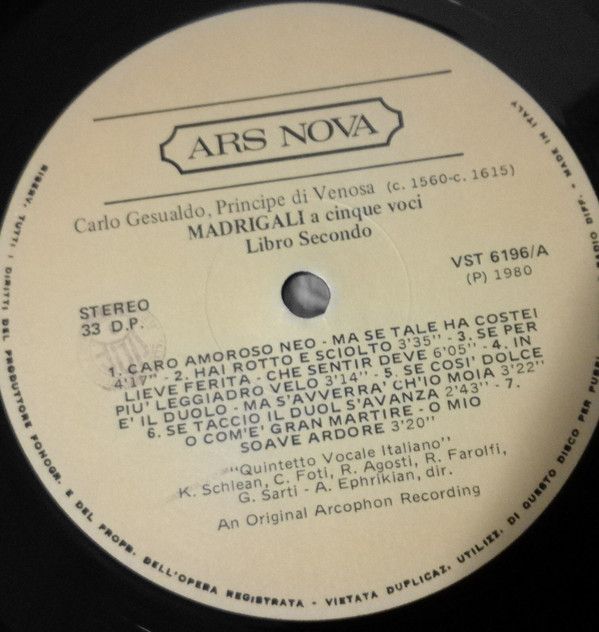 ARS NOVA
Carlo Gesualdo, Principe di Venosa (c. 1560-c. 1615)
MADRIGALI a cinque voci
Libro Secondo
STEREO
33 D.P.
VST 6196/A
(P) 1980
1. CARO AMOROSO NEO - MA SE TALE HA COSTEI
4'17" - 2. HAI ROTTO E SCIOLTO 3'35" - 3. SE PER
LIEVE FERITA - CHE SENTIR DEVE 6'05" - 4. IN
PIU' LEGGIADRO VELO 3'14" - 5. SE COSI' DOLCE
E' IL DUOLO - MA S'AVVERRA' CH'IO MOIA 3'22"
6. SE TACCIO IL DUOL S'AVANZA 2'43" - 7.
O COM'E' GRAN MARTIRE - O MIO
SOAVE ARDORE 3'20"
"Quintetto Vocale Italiano"
K. Schlean, C. Foti, R. Agosti, R. Farolfi,
G. Sarti - A. Ephrikian, dir.
An Original Arcophon Recording
RISERV. TUTTI I DIRITTI DEL PRODUTTORE FONOGR. E DEL PROPR. DELL'OPERA REGISTRATA - VIETATA DUPLICAZ. UTILIZZ. DI QUESTO DISCO PER PUBBL. RADIO DIFF. • MADE IN ITALY